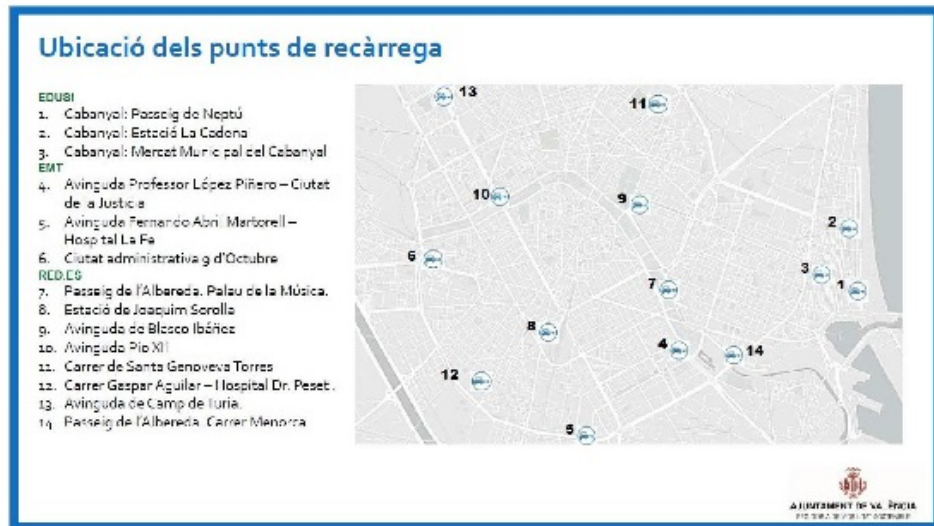 Ubicació dels punts de recàrrega
EDUSI
1. Cabanyal: Passeig de Neptú
2. Cabanyal: Estació La Cadena
3. Cabanyal: Mercat Municipal del Cabanyal
EMT
4. Avinguda Professor López Piñero – Ciutat
de la Justicia
5. Avinguda Fernando Abril Martorell –
Hospital La Fe
6. Ciutat administrativa 9 d'Octubre
RED.ES
7. Passeig de l'Albereda. Palau de la Música.
8. Estació de Joaquim Sorolla
9. Avinguda de Blasco Ibáñez
10. Avinguda Pio XII
11. Carrer de Santa Genoveva Torres
12. Carrer Gaspar Aguilar – Hospital Dr. Peset.
13. Avinguda de Camp de Turia.
14. Passeig de l'Albereda. Carrer Menorca
13
11
10
9
2
6
3
7
1
8
4
14
12
5
AJUNTAMENT DE VALÈNCIA